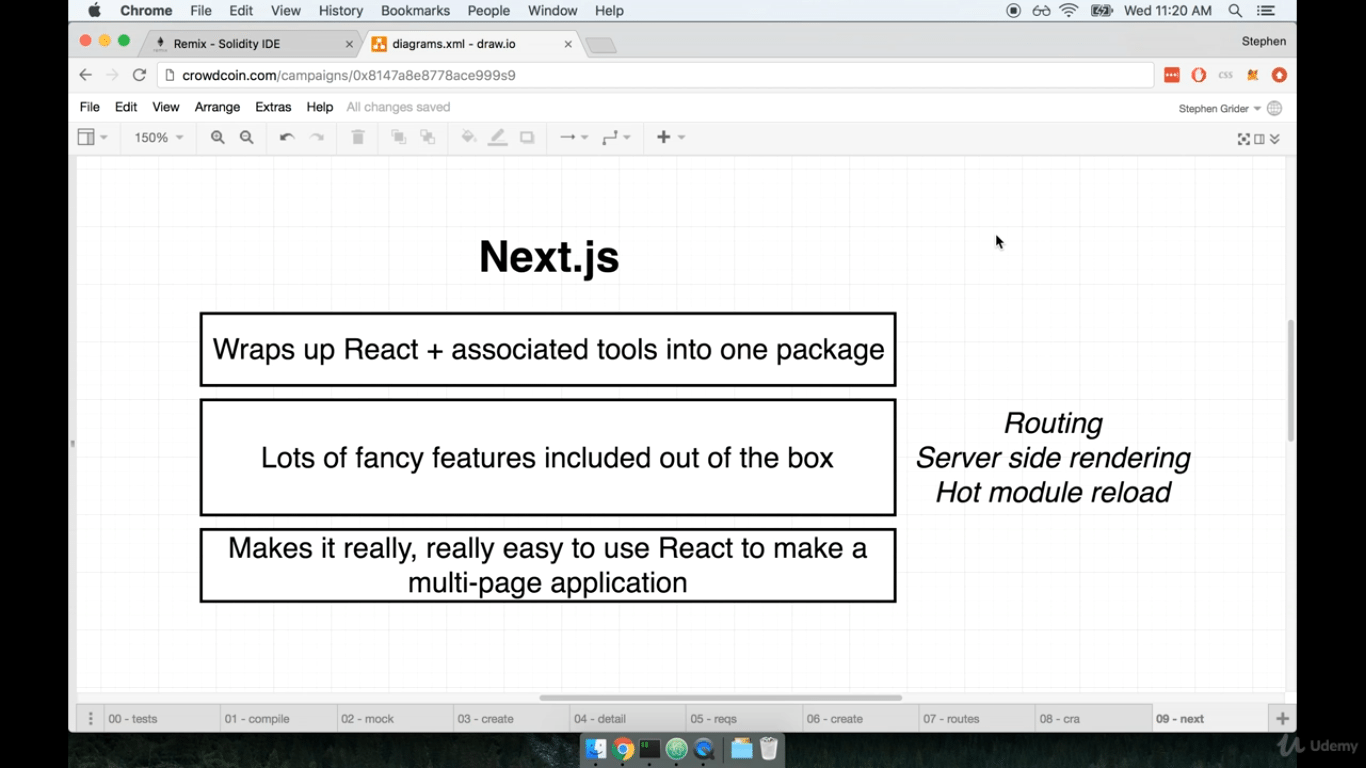 Chrome File Edit View History Bookmarks People Window Help Wed 11:20 AM
Remix - Solidity IDE diagrams.xml - draw.io Stephen
crowdcoin.com/campaigns/0x8147a8e8778ace999s9 CSS
File Edit View Arrange Extras Help All changes saved Stephen Grider
150%
Next.js
Wraps up React + associated tools into one package
Lots of fancy features included out of the box
Routing
Server side rendering
Hot module reload
Makes it really, really easy to use React to make a
multi-page application
00 - tests 01 - compile 02 - mock 03 - create 04 - detail 05 - reqs 06 - create 07 - routes 08 - cra 09 - next
Udemy